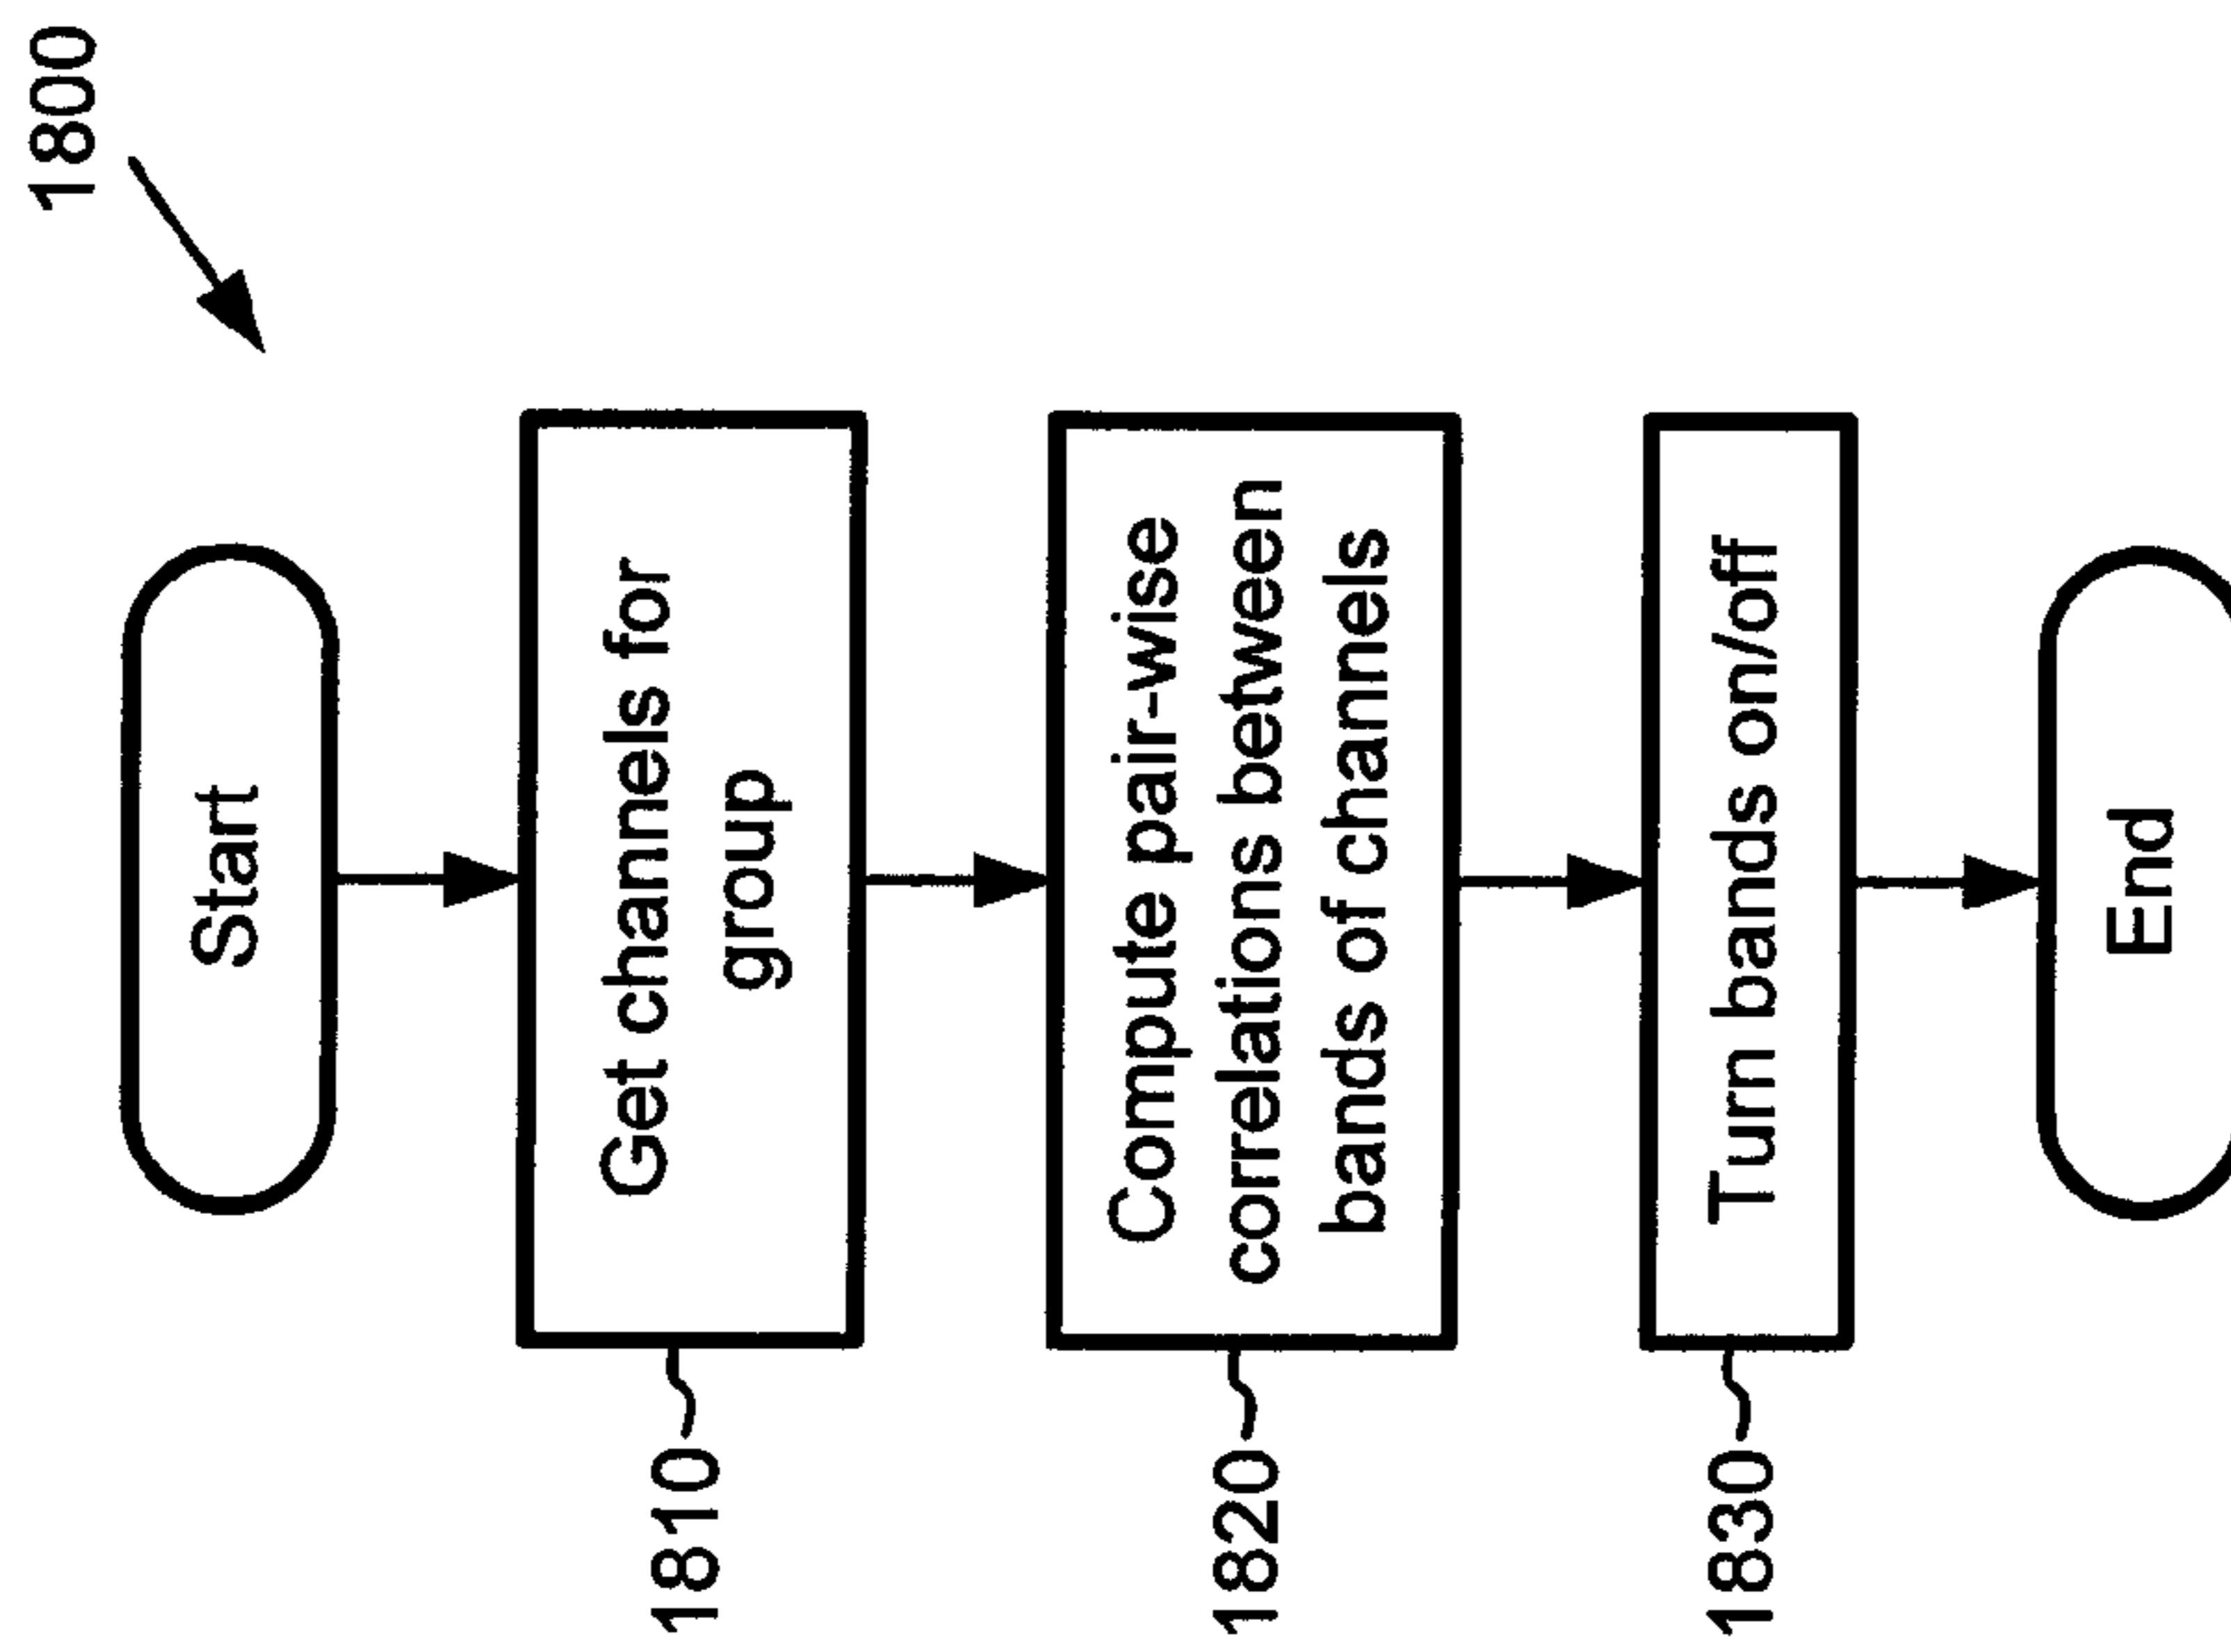 1800
Start
1810
Get channels for
group
1820
Compute pair-wise
correlations between
bands of channels
1830
Turn bands on/off
End